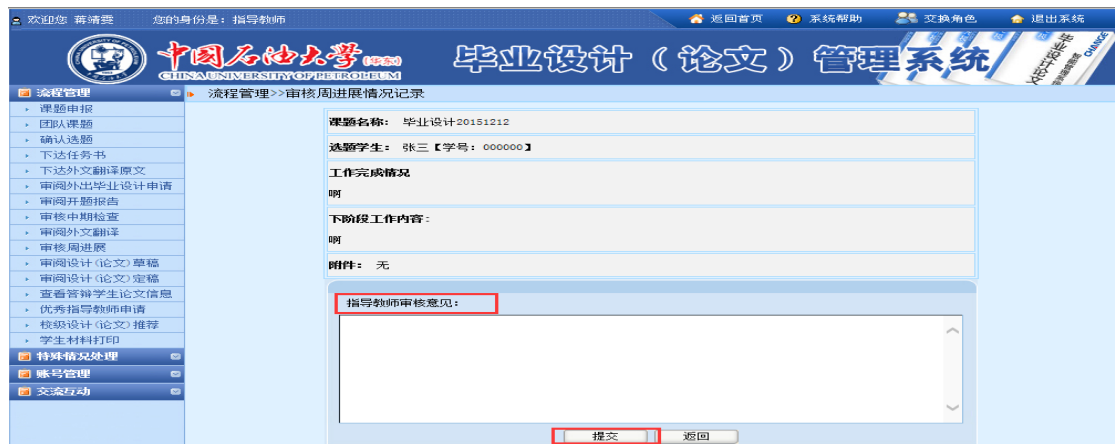 欢迎您 蒋靖雯 您的身份是：指导教师 返回首页 系统帮助 交换角色 退出系统
中国石油大学(华东) 毕业设计（论文）管理系统
CHINA UNIVERSITY OF PETROLEUM
流程管理
流程管理>>审核周进展情况记录
课题申报
团队课题
确认选题
下达任务书
下达外文翻译原文
审阅外出毕业设计申请
审阅开题报告
审核中期检查
审阅外文翻译
审核周进展
审阅设计(论文)草稿
审阅设计(论文)定稿
查看答辩学生论文信息
优秀指导教师申请
校级设计(论文)推荐
学生材料打印
特殊情况处理
账号管理
交流互动
课题名称： 毕业设计20151212
选题学生： 张三【学号：000000】
工作完成情况
啊
下阶段工作内容：
啊
附件： 无
指导教师审核意见：
提交 返回